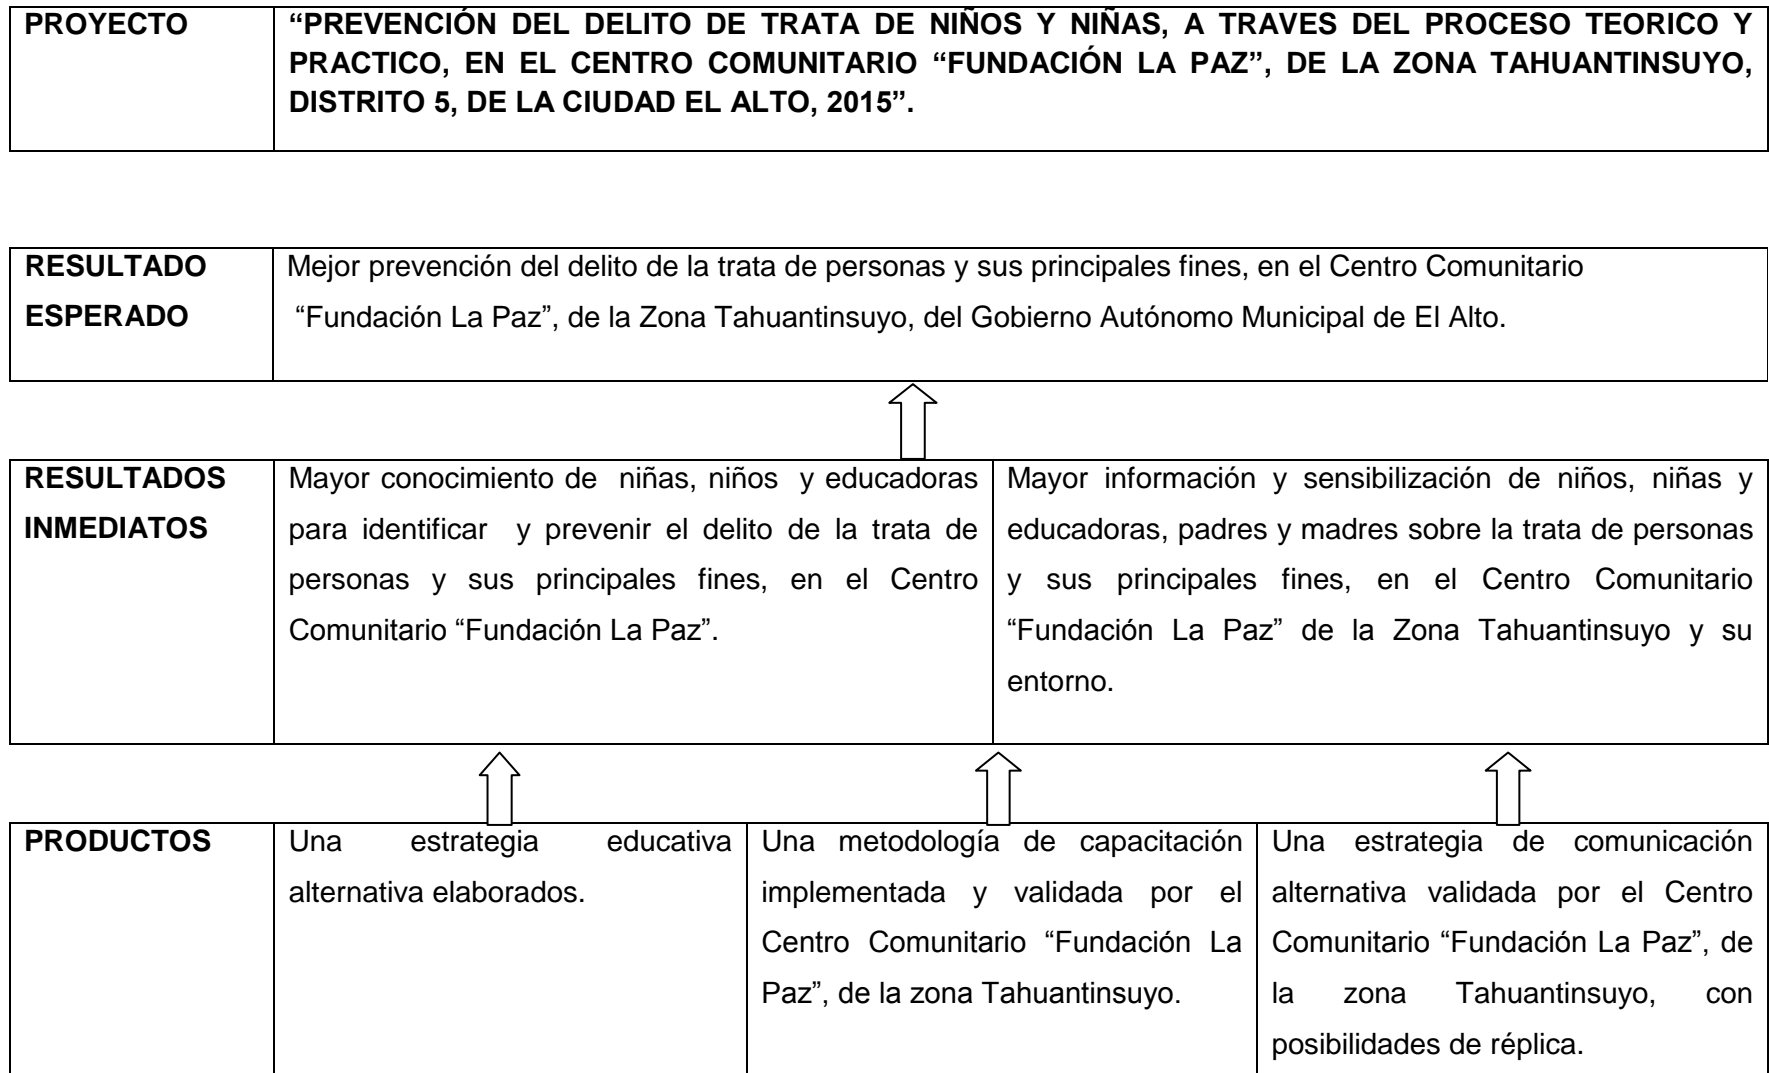 PROYECTO
“PREVENCIÓN DEL DELITO DE TRATA DE NIÑOS Y NIÑAS, A TRAVES DEL PROCESO TEORICO Y
PRACTICO, EN EL CENTRO COMUNITARIO “FUNDACIÓN LA PAZ”, DE LA ZONA TAHUANTINSUYO,
DISTRITO 5, DE LA CIUDAD EL ALTO, 2015”.
RESULTADO
ESPERADO
Mejor prevención del delito de la trata de personas y sus principales fines, en el Centro Comunitario
“Fundación La Paz”, de la Zona Tahuantinsuyo, del Gobierno Autónomo Municipal de El Alto.
RESULTADOS
INMEDIATOS
Mayor conocimiento de niñas, niños y educadoras
para identificar y prevenir el delito de la trata de
personas y sus principales fines, en el Centro
Comunitario “Fundación La Paz”.
Mayor información y sensibilización de niños, niñas y
educadoras, padres y madres sobre la trata de personas
y sus principales fines, en el Centro Comunitario
“Fundación La Paz” de la Zona Tahuantinsuyo y su
entorno.
PRODUCTOS
Una estrategia educativa
alternativa elaborados.
Una metodología de capacitación
implementada y validada por el
Centro Comunitario “Fundación La
Paz”, de la zona Tahuantinsuyo.
Una estrategia de comunicación
alternativa validada por el Centro
Comunitario “Fundación La Paz”, de
la zona Tahuantinsuyo, con
posibilidades de réplica.